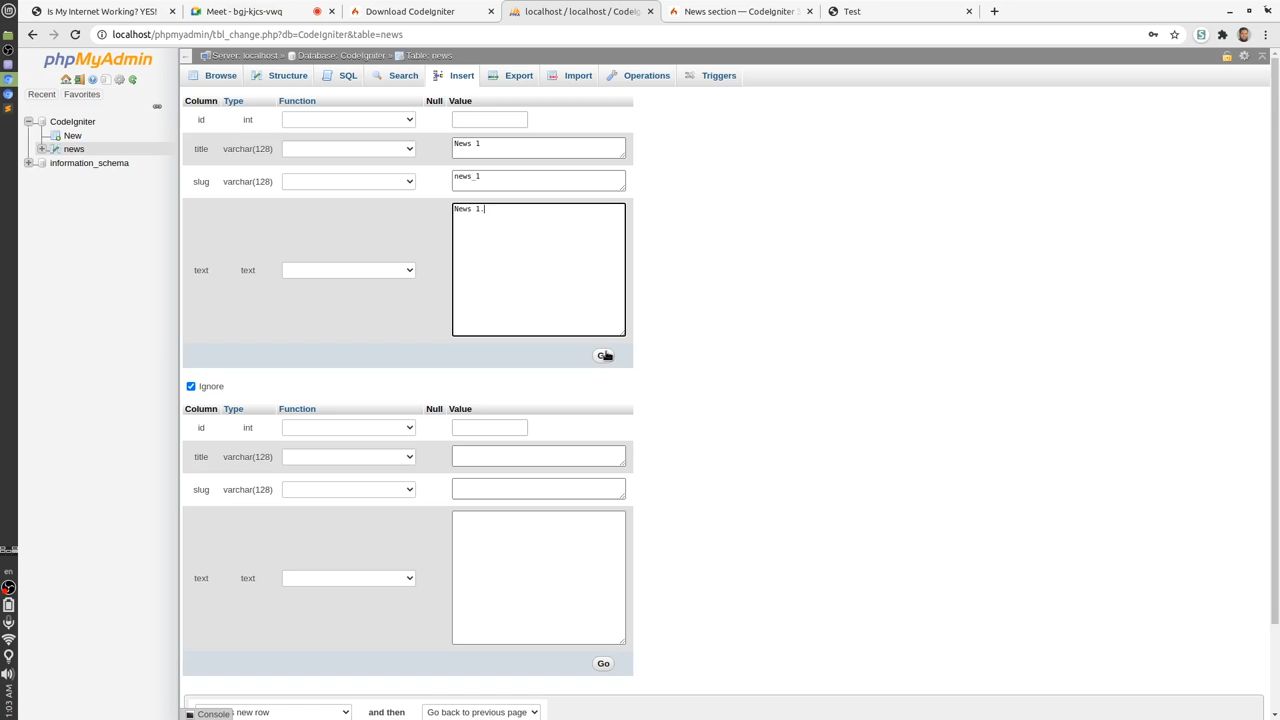 Is My Internet Working? YES!
Meet - bgj-kjcs-vwq
Download CodeIgniter
localhost / localhost / CodeIg
News section — CodeIgniter 3
Test
localhost/phpmyadmin/tbl_change.php?db=CodeIgniter&table=news
phpMyAdmin
Server: localhost » Database: CodeIgniter » Table: news
Browse Structure SQL Search Insert Export Import Operations Triggers
Recent Favorites
CodeIgniter
New
news
information_schema
Column Type Function Null Value
id int
title varchar(128) News 1
slug varchar(128) news_1
text text News 1.
Ignore
Column Type Function Null Value
id int
title varchar(128)
slug varchar(128)
text text
Go
new row and then Go back to previous page
Console
en
1:03 AM